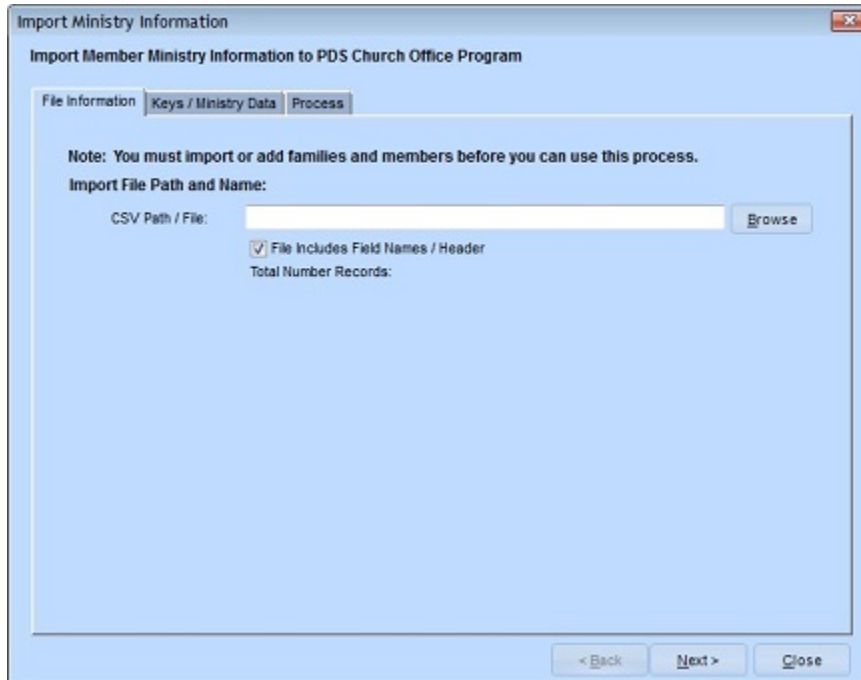 Import Ministry Information
Import Member Ministry Information to PDS Church Office Program
File Information Keys / Ministry Data Process
Note: You must import or add families and members before you can use this process.
Import File Path and Name:
CSV Path / File: Browse
File Includes Field Names / Header
Total Number Records:
< Back Next > Close